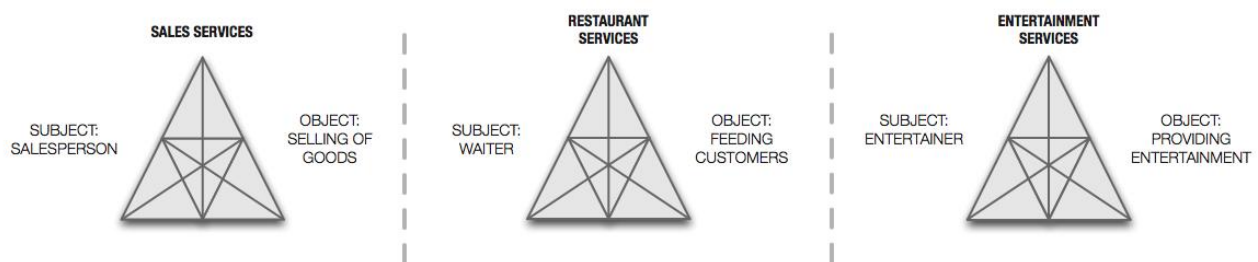 SALES SERVICES
SUBJECT:
SALESPERSON
OBJECT:
SELLING OF
GOODS
RESTAURANT
SERVICES
SUBJECT:
WAITER
OBJECT:
FEEDING
CUSTOMERS
ENTERTAINMENT
SERVICES
SUBJECT:
ENTERTAINER
OBJECT:
PROVIDING
ENTERTAINMENT